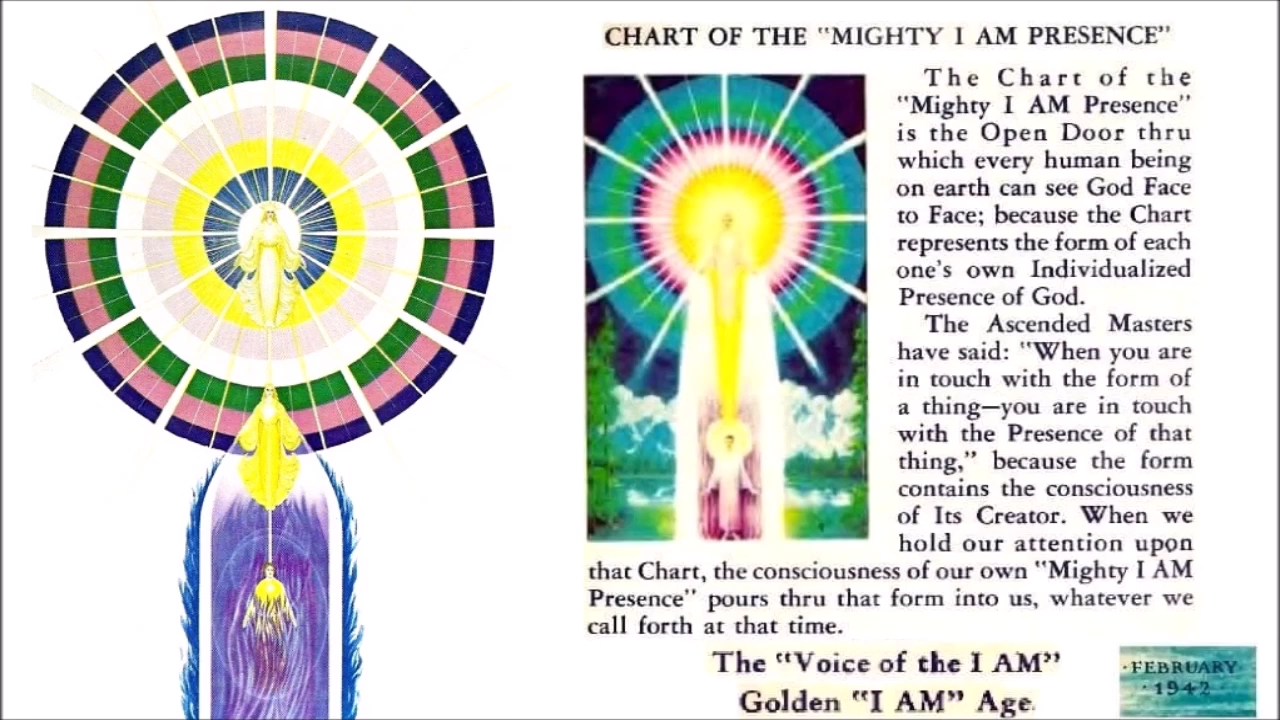 CHART OF THE "MIGHTY I AM PRESENCE"
The Chart of the
"Mighty I AM Presence"
is the Open Door thru
which every human being
on earth can see God Face
to Face; because the Chart
represents the form of each
one's own Individualized
Presence of God.
The Ascended Masters
have said: "When you are
in touch with the form of
a thing—you are in touch
with the Presence of that
thing," because the form
contains the consciousness
of Its Creator. When we
hold our attention upon
that Chart, the consciousness of our own "Mighty I AM
Presence" pours thru that form into us, whatever we
call forth at that time.
The "Voice of the I AM"
Golden "I AM" Age.
·FEBRUARY·
·1942·